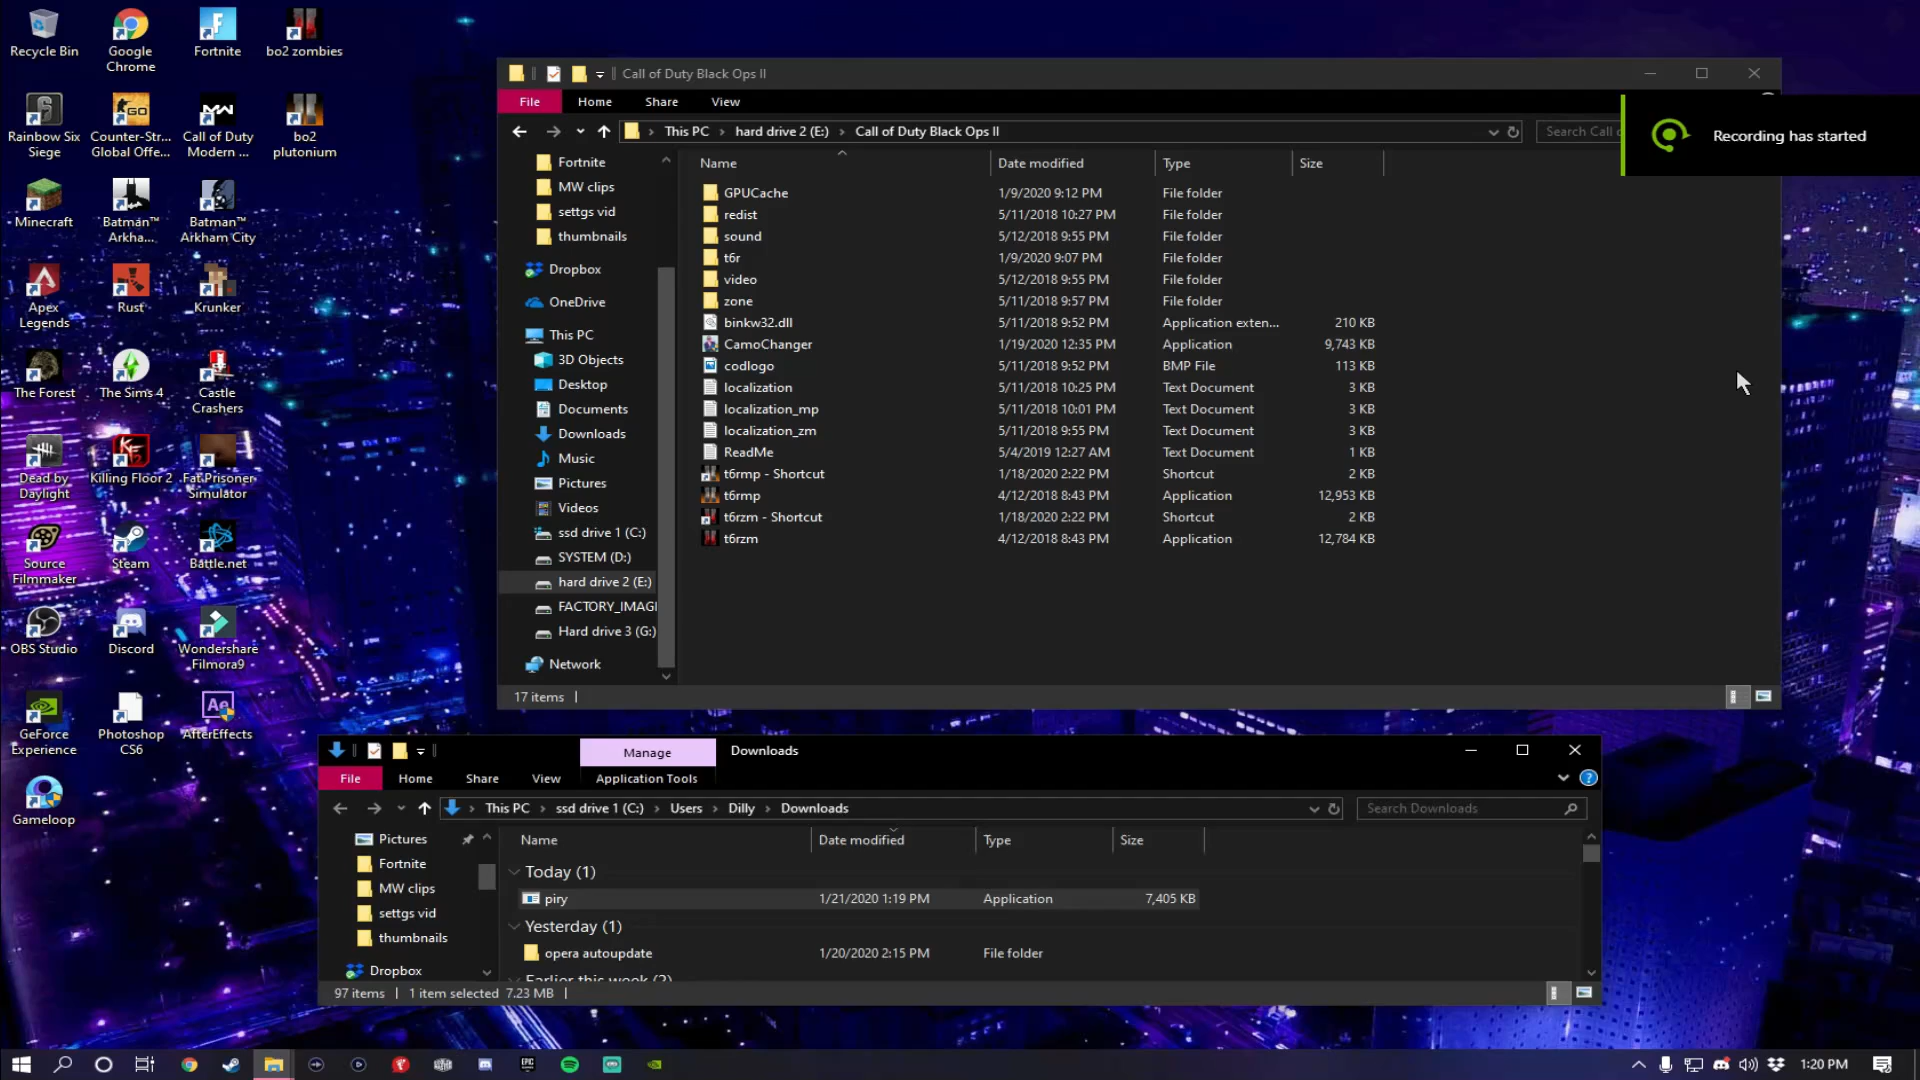 Recycle Bin
Google
Chrome
Fortnite
bo2 zombies
Rainbow Six
Siege
Counter-Str...
Global Offe...
Call of Duty
Modern ...
bo2
plutonium
Minecraft
Batman™
Arkha...
Batman™
Arkham City
Apex
Legends
Rust
Krunker
The Forest
The Sims 4
Castle
Crashers
Dead by
Daylight
Killing Floor 2
Fat Prisoner
Simulator
Source
Filmmaker
Steam
Battle.net
OBS Studio
Discord
Wondershare
Filmora9
GeForce
Experience
Photoshop
CS6
AfterEffects
Gameloop
Call of Duty Black Ops II
File Home Share View
This PC > hard drive 2 (E:) > Call of Duty Black Ops II
Search Call
Recording has started
Fortnite
MW clips
settgs vid
thumbnails
Dropbox
OneDrive
This PC
3D Objects
Desktop
Documents
Downloads
Music
Pictures
Videos
ssd drive 1 (C:)
SYSTEM (D:)
hard drive 2 (E:)
FACTORY_IMAG
Hard drive 3 (G:)
Network
Name Date modified Type Size
GPUCache 1/9/2020 9:12 PM File folder
redist 5/11/2018 10:27 PM File folder
sound 5/12/2018 9:55 PM File folder
t6r 1/9/2020 9:07 PM File folder
video 5/12/2018 9:55 PM File folder
zone 5/11/2018 9:57 PM File folder
binkw32.dll 5/11/2018 9:52 PM Application exten... 210 KB
CamoChanger 1/19/2020 12:35 PM Application 9,743 KB
codlogo 5/11/2018 9:52 PM BMP File 113 KB
localization 5/11/2018 10:25 PM Text Document 3 KB
localization_mp 5/11/2018 10:01 PM Text Document 3 KB
localization_zm 5/11/2018 9:55 PM Text Document 3 KB
ReadMe 5/4/2019 12:27 AM Text Document 1 KB
t6rmp - Shortcut 1/18/2020 2:22 PM Shortcut 2 KB
t6rmp 4/12/2018 8:43 PM Application 12,953 KB
t6rzm - Shortcut 1/18/2020 2:22 PM Shortcut 2 KB
t6rzm 4/12/2018 8:43 PM Application 12,784 KB
17 items
Manage Downloads
File Home Share View Application Tools
This PC > ssd drive 1 (C:) > Users > Dilly > Downloads
Search Downloads
Pictures
Fortnite
MW clips
settgs vid
thumbnails
Dropbox
Name Date modified Type Size
Today (1)
piry 1/21/2020 1:19 PM Application 7,405 KB
Yesterday (1)
opera autoupdate 1/20/2020 2:15 PM File folder
Earlier this week (2)
97 items 1 item selected 7.23 MB
1:20 PM